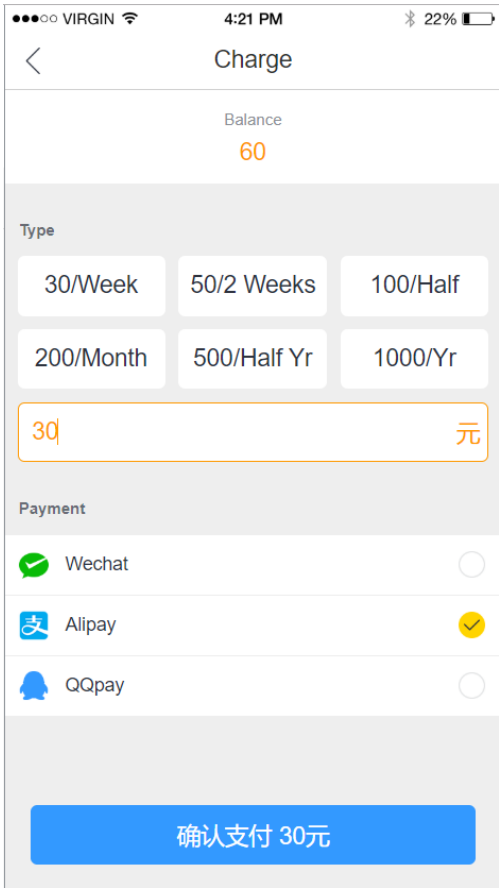 VIRGIN 4:21 PM 22%
Charge
Balance
60
Type
30/Week 50/2 Weeks 100/Half
200/Month 500/Half Yr 1000/Yr
30 元
Payment
Wechat
支 Alipay
QQpay
确认支付 30元